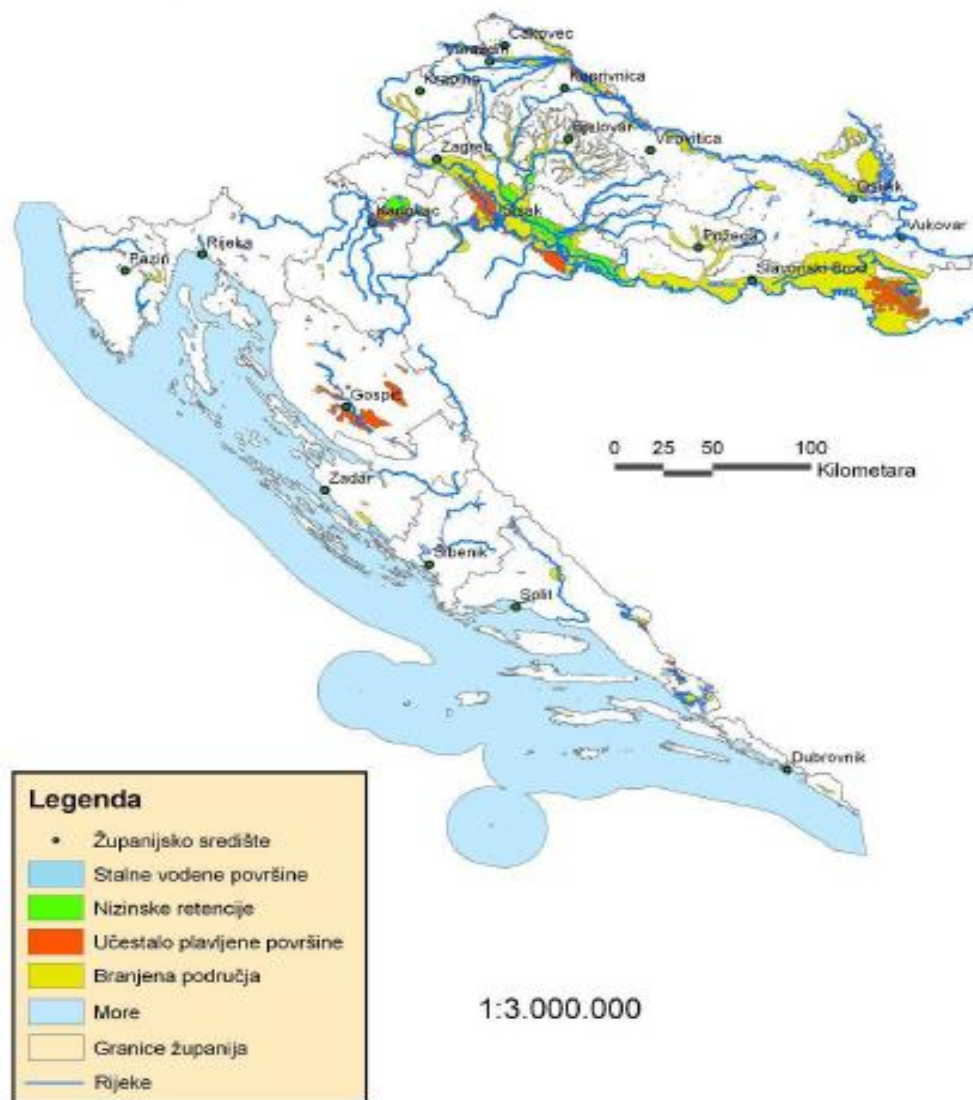 Čakovec
Varaždin
Krapina
Koprivnica
Bjelovar
Virovitica
Zagreb
Osijek
Karlovac
Sisak
Vukovar
Rijeka
Pazin
Požega
Slavonski Brod
Gospić
0 25 50 100
Kilometara
Zadar
Šibenik
Split
Dubrovnik
Legenda
Županijsko središte
Stalne vodene površine
Nizinske retencije
Učestalo plavljene površine
Branjena područja
More
Granice županija
Rijeke
1:3.000.000